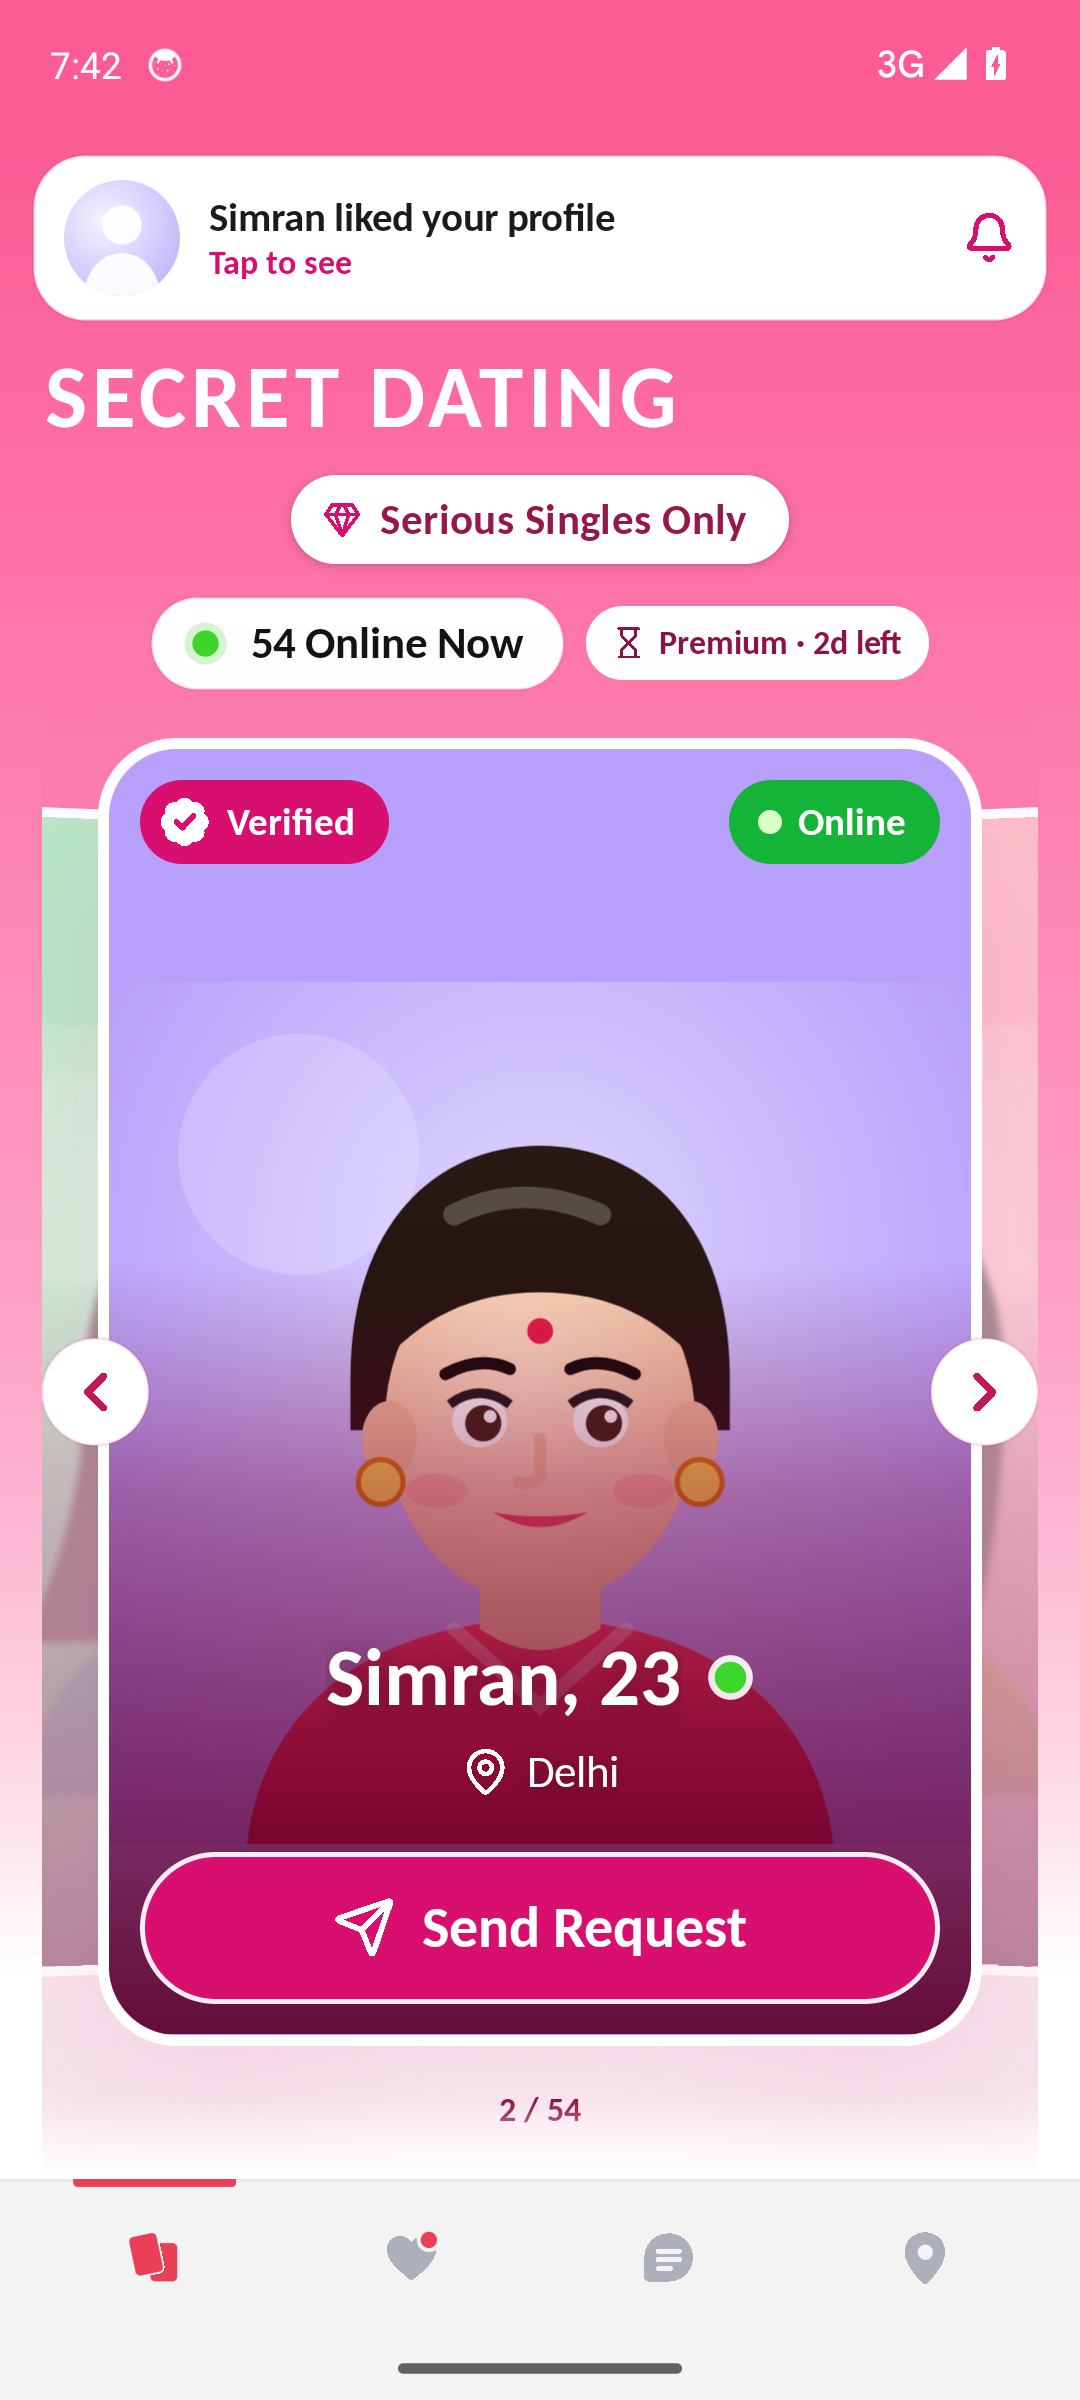 7:42
3G
Simran liked your profile
Tap to see
SECRET DATING
Serious Singles Only
54 Online Now
Premium · 2d left
Verified
Online
Simran, 23
Delhi
Send Request
2 / 54